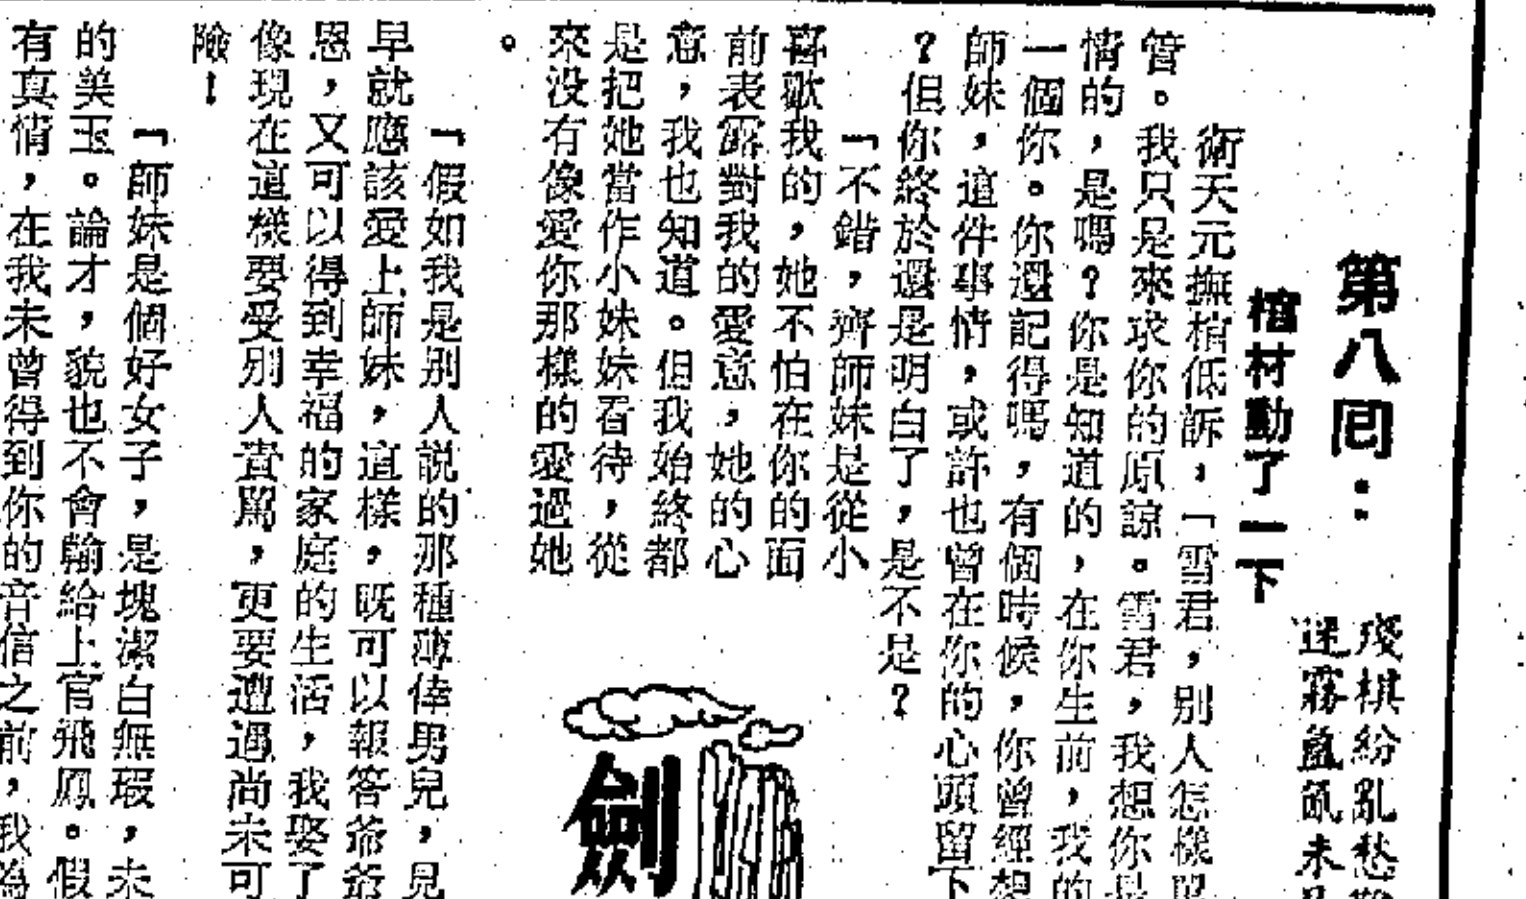 第八回：
殘棋紛亂愁
迷霧氤氳未
棺材動了一下
衛天元撫棺低訴，「雪君，別人怎樣
管。我只是來求你的原諒。雪君，我想你是
情的，是嗎？你是知道的，在你生前，我的
一個你。你還記得嗎，有個時候，你曾經想
師妹，這件事情，或許也曾在你的心頭留下
？但你終於還是明白了，是不是？
「不錯，齊師妹是從小
喜歡我的，她不怕在你的面
前表露對我的愛意，她的心
意，我也知道。但我始終都
是把她當作小妹妹看待，從
來没有像愛你那樣的愛過她
。
「假如我是別人説的那種薄倖男兒，見
早就應該愛上師妹，這樣，既可以報答爺爺
恩，又可以得到幸福的家庭的生活，我娶了
像現在這樣要受別人責駡，更要遭遇尚未可
險！
「師妹是個好女子，是塊潔白無瑕，未
的美玉。論才，貌也不會輸給上官飛鳳。假
有真情，在我未曾得到你的音信之前，我為
劍